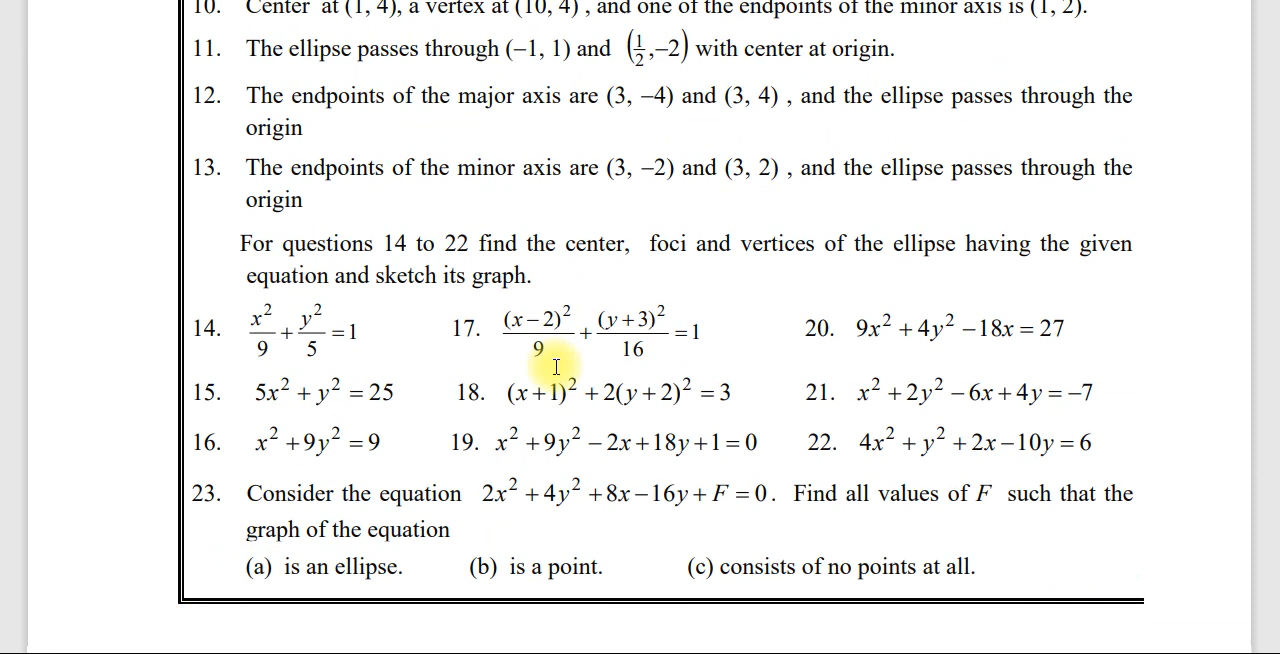 10. Center at (1, 4), a vertex at (10, 4) , and one of the endpoints of the minor axis is (1, 2).
11. The ellipse passes through (−1, 1) and (1/2,−2) with center at origin.
12. The endpoints of the major axis are (3, −4) and (3, 4) , and the ellipse passes through the
origin
13. The endpoints of the minor axis are (3, −2) and (3, 2) , and the ellipse passes through the
origin
For questions 14 to 22 find the center, foci and vertices of the ellipse having the given
equation and sketch its graph.
14. x²/9 + y²/5 = 1 17. (x−2)²/9 + (y+3)²/16 = 1 20. 9x² + 4y² − 18x = 27
15. 5x² + y² = 25 18. (x+1)² + 2(y+2)² = 3 21. x² + 2y² − 6x + 4y = −7
16. x² + 9y² = 9 19. x² + 9y² − 2x + 18y + 1 = 0 22. 4x² + y² + 2x − 10y = 6
23. Consider the equation 2x² + 4y² + 8x − 16y + F = 0. Find all values of F such that the
graph of the equation
(a) is an ellipse. (b) is a point. (c) consists of no points at all.